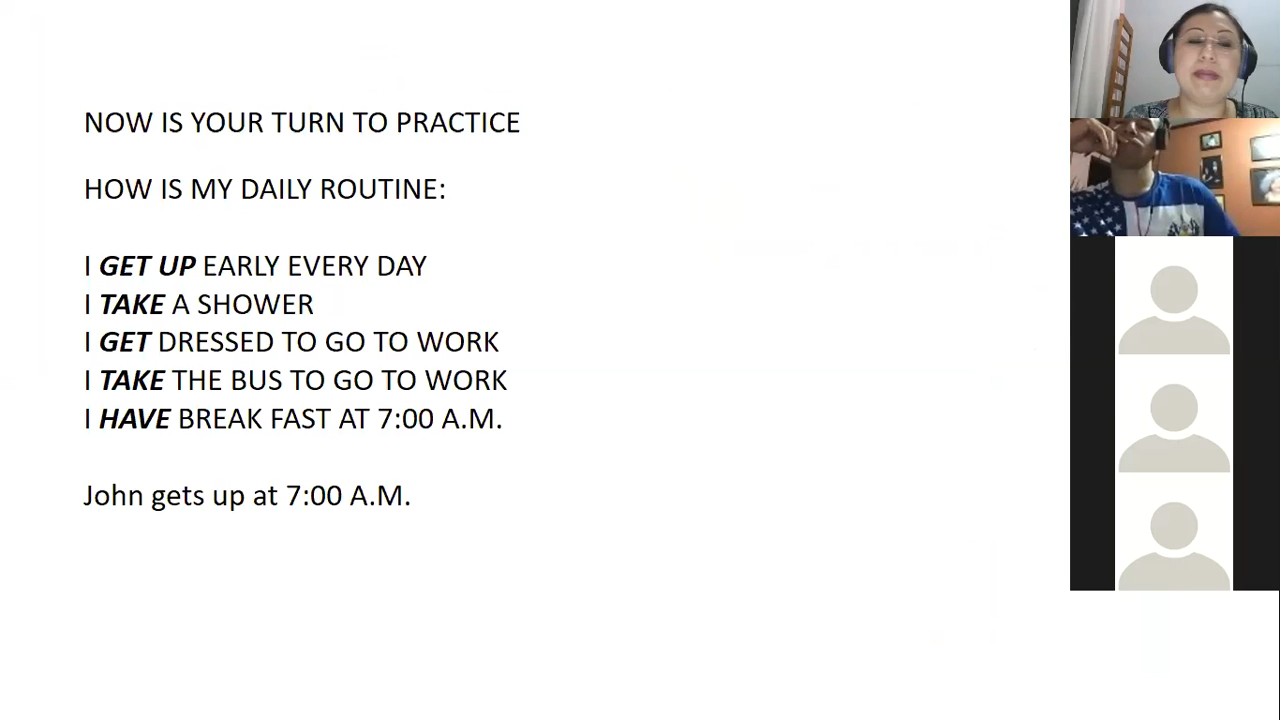 NOW IS YOUR TURN TO PRACTICE
HOW IS MY DAILY ROUTINE:
I GET UP EARLY EVERY DAY
I TAKE A SHOWER
I GET DRESSED TO GO TO WORK
I TAKE THE BUS TO GO TO WORK
I HAVE BREAK FAST AT 7:00 A.M.
John gets up at 7:00 A.M.